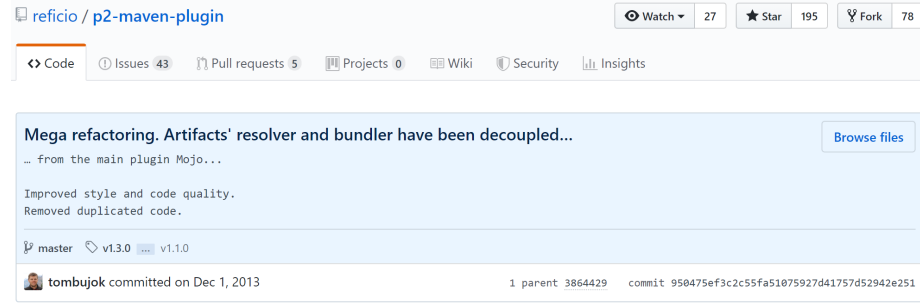 reficio / p2-maven-plugin Watch 27 Star 195 Fork 78
<> Code Issues 43 Pull requests 5 Projects 0 Wiki Security Insights
Mega refactoring. Artifacts' resolver and bundler have been decoupled...
Browse files
… from the main plugin Mojo...
Improved style and code quality.
Removed duplicated code.
master v1.3.0 ... v1.1.0
tombujok committed on Dec 1, 2013 1 parent 3864429 commit 950475ef3c2c55fa51075927d41757d52942e251